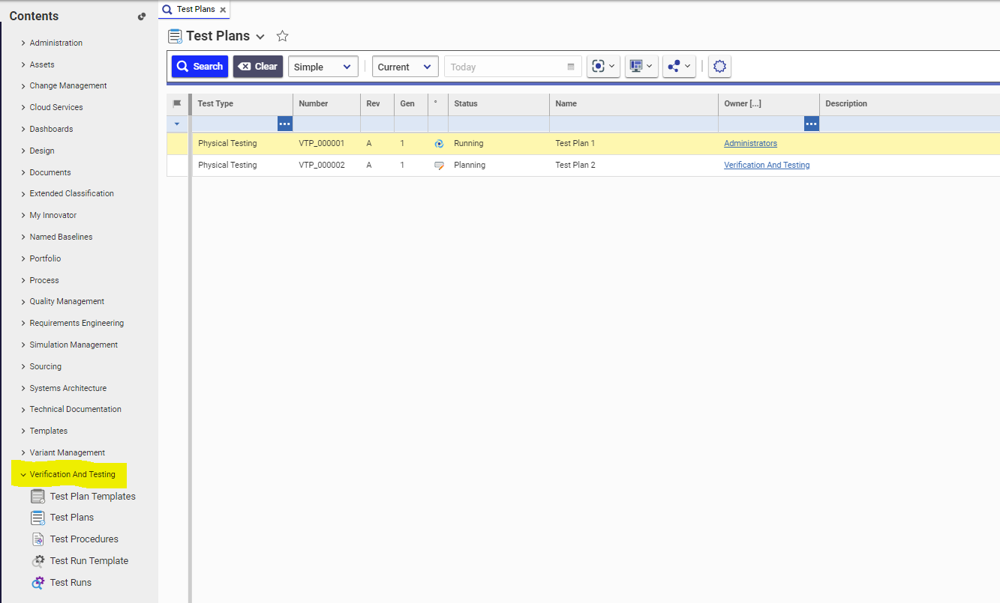 Contents
Administration
Assets
Change Management
Cloud Services
Dashboards
Design
Documents
Extended Classification
My Innovator
Named Baselines
Portfolio
Process
Quality Management
Requirements Engineering
Simulation Management
Sourcing
Systems Architecture
Technical Documentation
Templates
Variant Management
Verification And Testing
Test Plan Templates
Test Plans
Test Procedures
Test Run Template
Test Runs
Test Plans
Test Plans
Search Clear Simple Current Today
Test Type Number Rev Gen ° Status Name Owner [...] Description
Physical Testing VTP_000001 A 1 Running Test Plan 1 Administrators
Physical Testing VTP_000002 A 1 Planning Test Plan 2 Verification And Testing